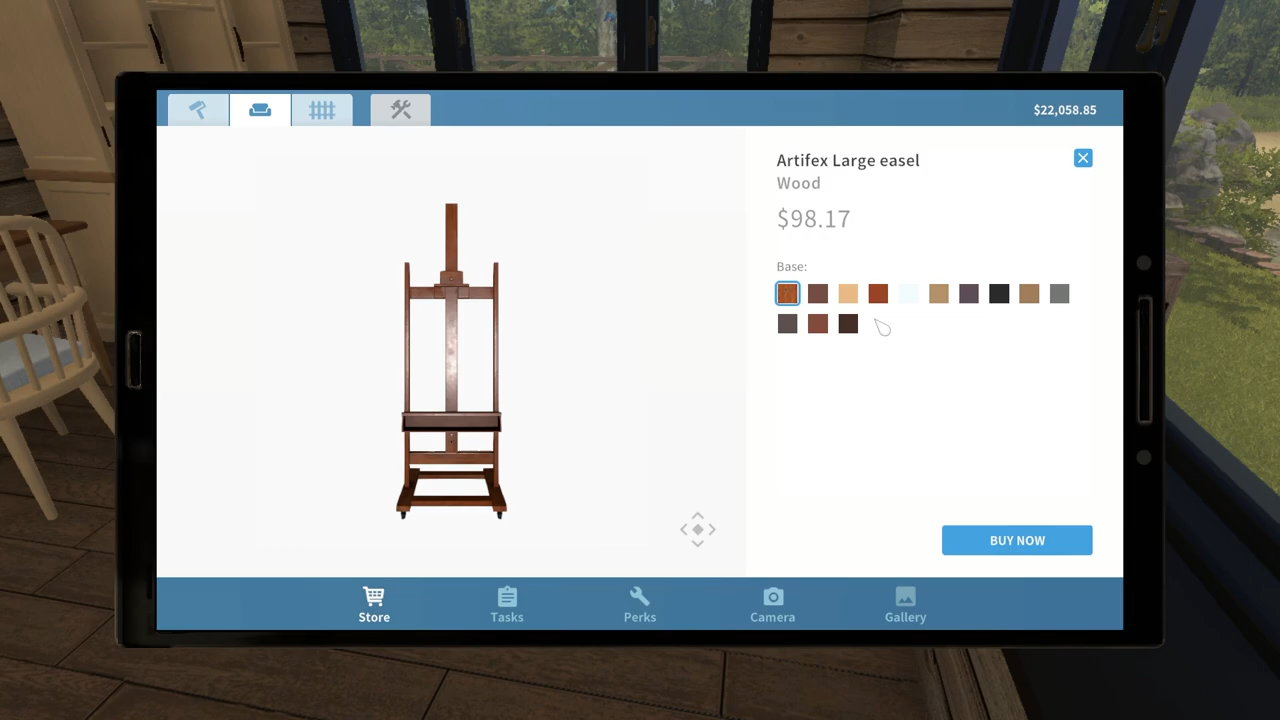 $22,058.85
Artifex Large easel
Wood
$98.17
Base:
BUY NOW
Store
Tasks
Perks
Camera
Gallery